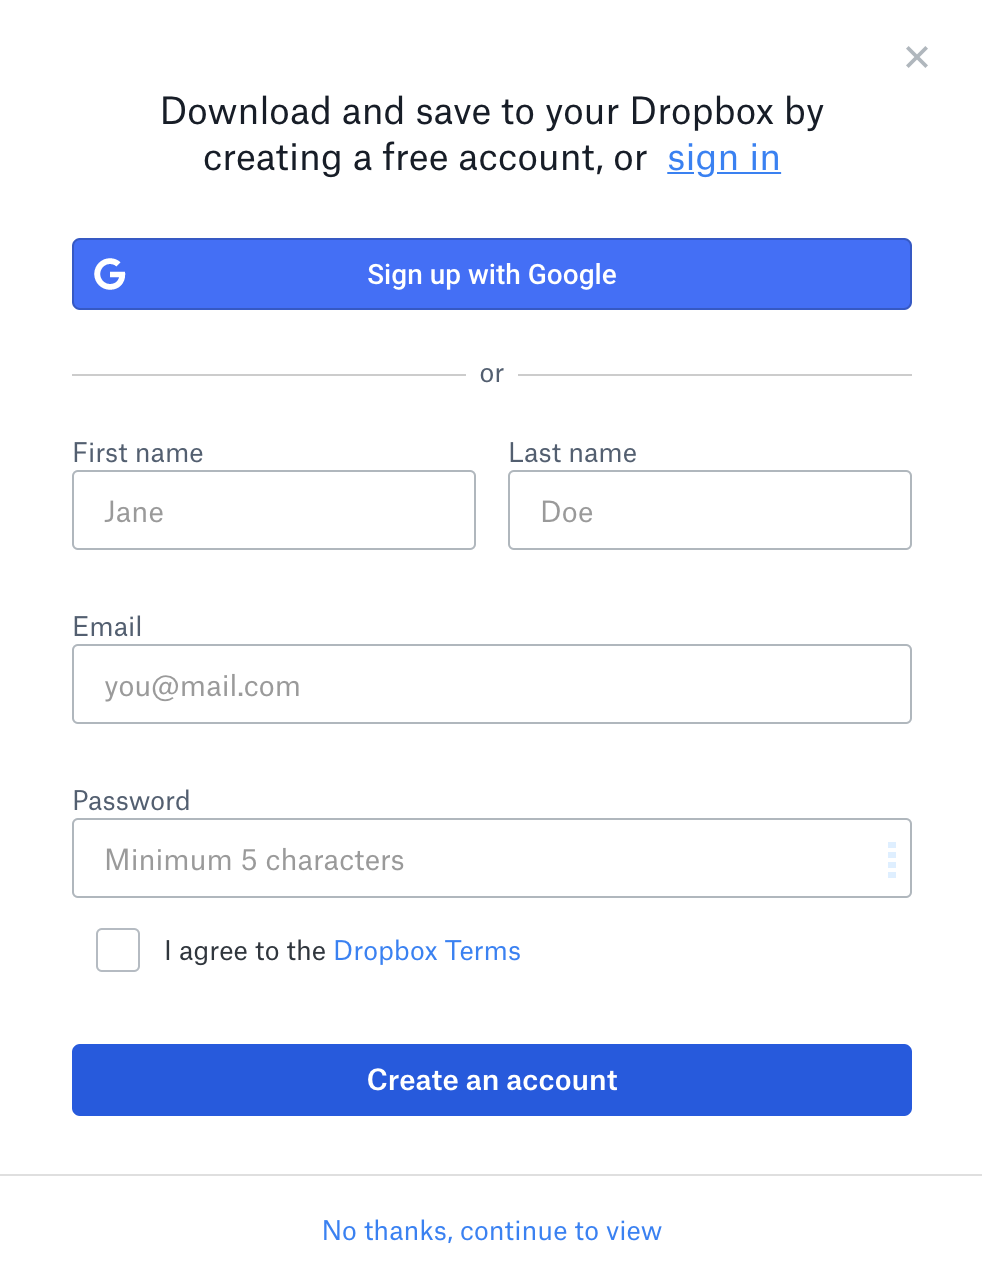 Download and save to your Dropbox by
creating a free account, or sign in
Sign up with Google
or
First name
Last name
Jane
Doe
Email
you@mail.com
Password
Minimum 5 characters
I agree to the Dropbox Terms
Create an account
No thanks, continue to view